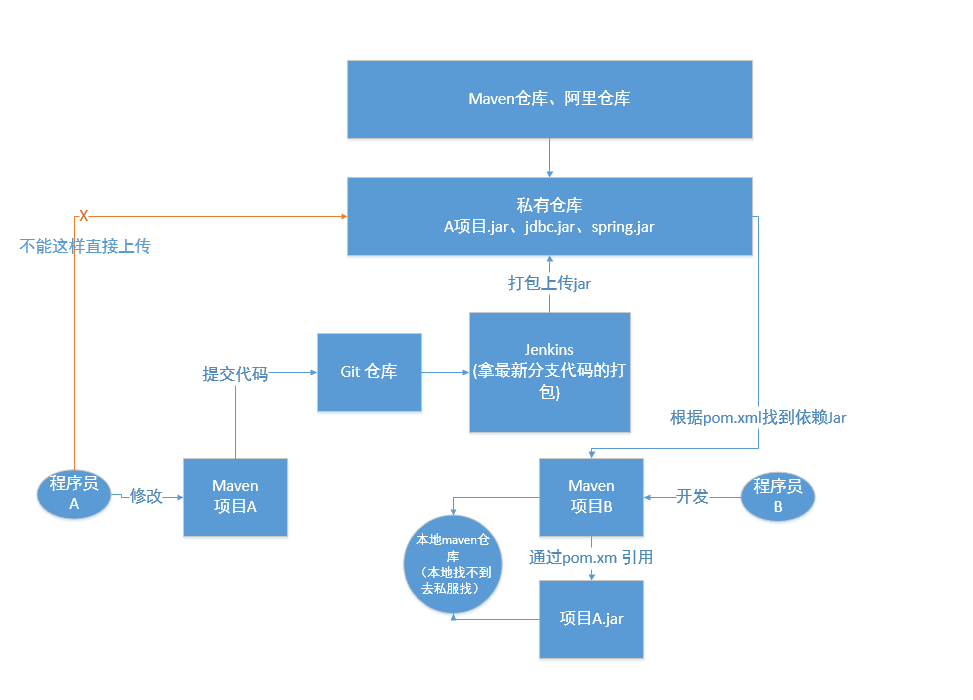 Maven仓库、阿里仓库
私有仓库
A项目.jar、jdbc.jar、spring.jar
X
不能这样直接上传
打包上传jar
Jenkins
(拿最新分支代码的打
包)
Git 仓库
提交代码
根据pom.xml找到依赖Jar
程序员
A
修改
Maven
项目A
Maven
项目B
开发
程序员
B
本地maven仓
库
（本地找不到
去私服找）
通过pom.xm 引用
项目A.jar